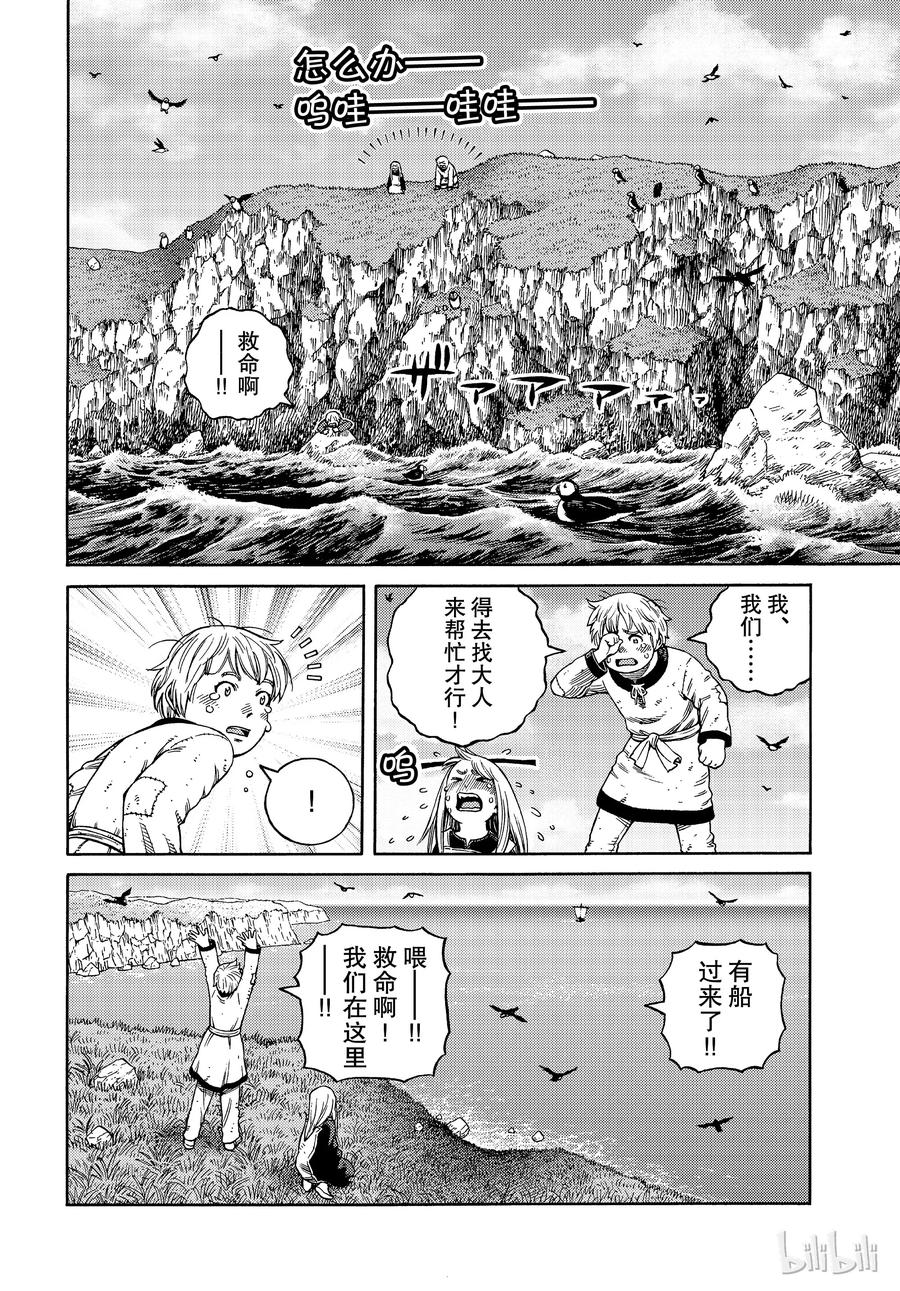 怎么办——
呜哇——哇哇——
救命啊
——!!
ザァアアァァ
我、
我们……
得去找大人
来帮忙才行！
呜——
！
有船
过来了!!
喂——!!
救命啊！
我们在这里
——!!
bilibili